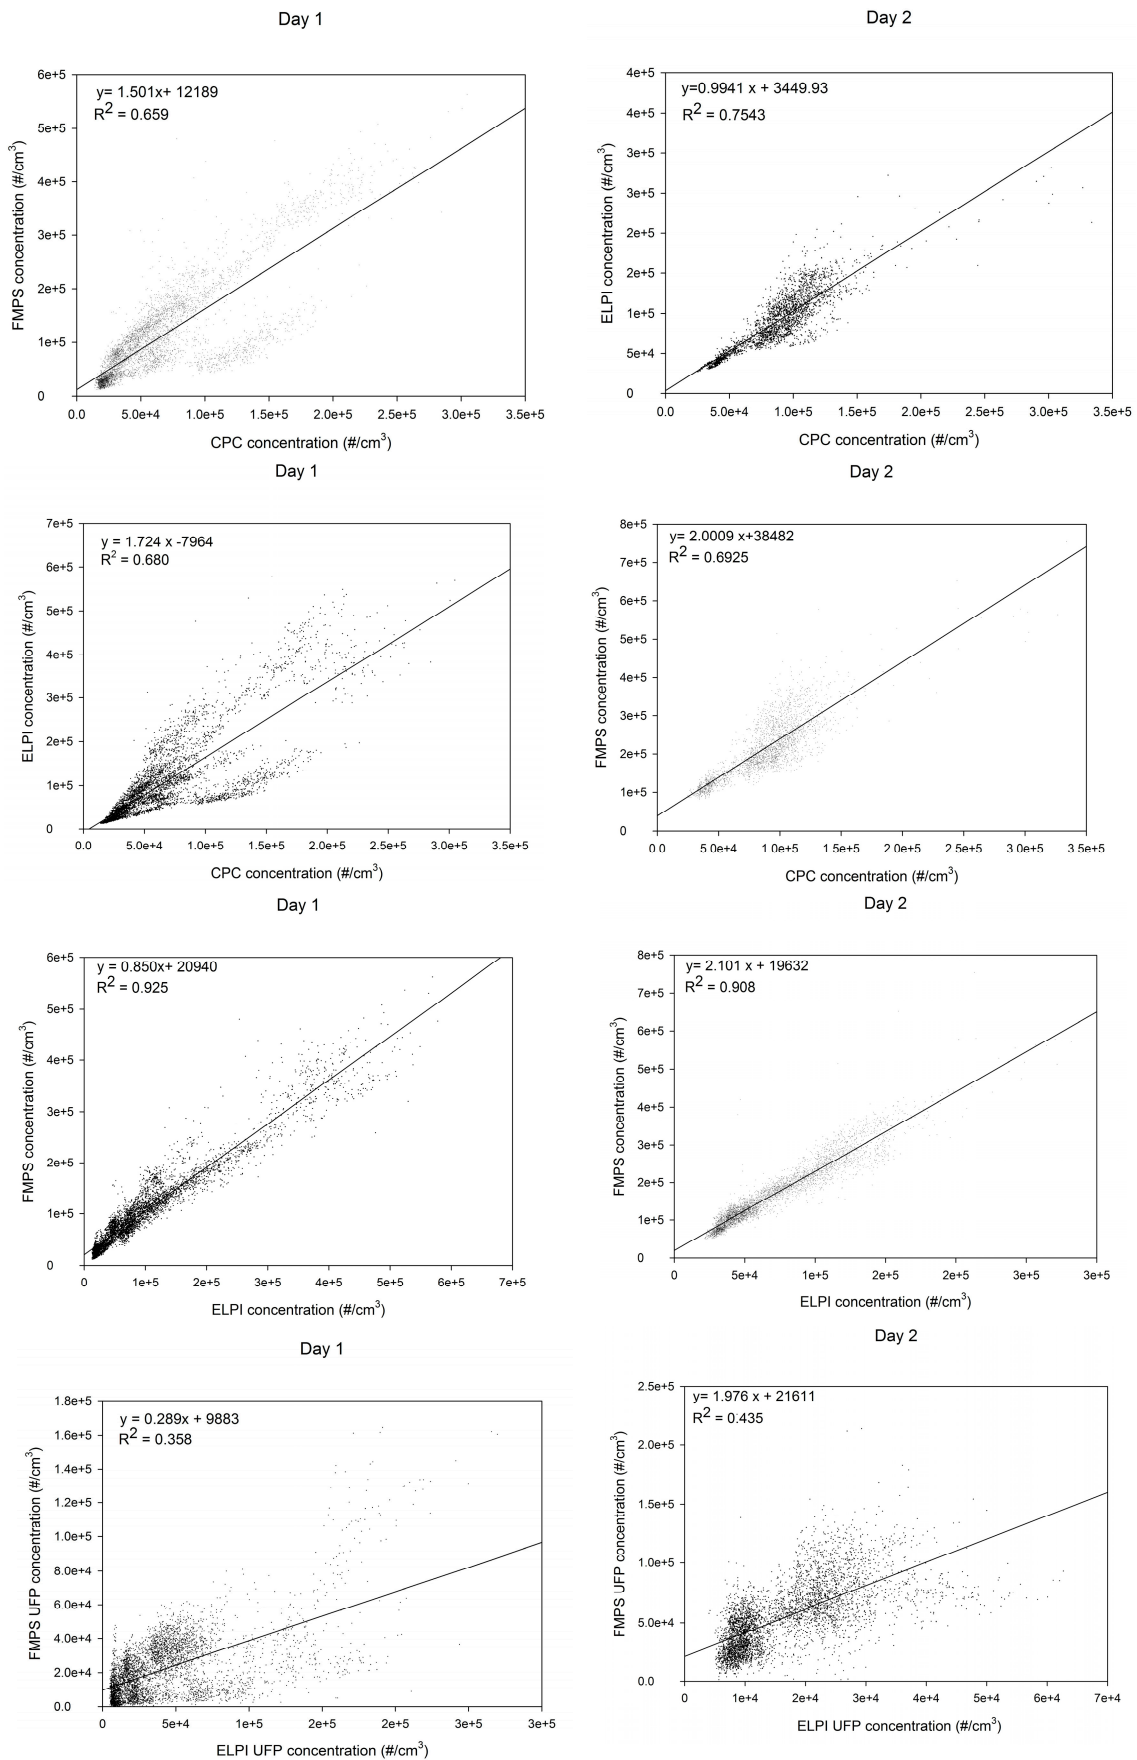 Day 1
y= 1.501x+ 12189
R2 = 0.659
6e+5
5e+5
4e+5
3e+5
2e+5
1e+5
0
FMPS concentration (#/cm3)
0.0 5.0e+4 1.0e+5 1.5e+5 2.0e+5 2.5e+5 3.0e+5 3.5e+5
CPC concentration (#/cm3)
Day 2
y=0.9941 x + 3449.93
R2 = 0.7543
4e+5
4e+5
3e+5
3e+5
2e+5
2e+5
1e+5
5e+4
0
ELPI concentration (#/cm3)
0.0 5.0e+4 1.0e+5 1.5e+5 2.0e+5 2.5e+5 3.0e+5 3.5e+5
CPC concentration (#/cm3)
Day 1
y = 1.724 x -7964
R2 = 0.680
7e+5
6e+5
5e+5
4e+5
3e+5
2e+5
1e+5
0
ELPI concentration (#/cm3)
0.0 5.0e+4 1.0e+5 1.5e+5 2.0e+5 2.5e+5 3.0e+5 3.5e+5
CPC concentration (#/cm3)
Day 2
y= 2.0009 x+38482
R2 = 0.6925
8e+5
7e+5
6e+5
5e+5
4e+5
3e+5
2e+5
1e+5
0
FMPS concentration (#/cm3)
0.0 5.0e+4 1.0e+5 1.5e+5 2.0e+5 2.5e+5 3.0e+5 3.5e+5
CPC concentration (#/cm3)
Day 1
y = 0.850x+ 20940
R2 = 0.925
6e+5
5e+5
4e+5
3e+5
2e+5
1e+5
0
FMPS concentration (#/cm3)
0 1e+5 2e+5 3e+5 4e+5 5e+5 6e+5 7e+5
ELPI concentration (#/cm3)
Day 2
y= 2.101 x + 19632
R2 = 0.908
8e+5
7e+5
6e+5
5e+5
4e+5
3e+5
2e+5
1e+5
0
FMPS concentration (#/cm3)
0 5e+4 1e+5 2e+5 2e+5 3e+5 3e+5
ELPI concentration (#/cm3)
Day 1
y = 0.289x + 9883
R2 = 0.358
1.8e+5
1.6e+5
1.4e+5
1.2e+5
1.0e+5
8.0e+4
6.0e+4
4.0e+4
2.0e+4
0.0
FMPS UFP concentration (#/cm3)
0 5e+4 1e+5 2e+5 2e+5 3e+5 3e+5
ELPI UFP concentration (#/cm3)
Day 2
y= 1.976 x + 21611
R2 = 0.435
2.5e+5
2.0e+5
1.5e+5
1.0e+5
5.0e+4
0.0
FMPS UFP concentration (#/cm3)
0 1e+4 2e+4 3e+4 4e+4 5e+4 6e+4 7e+4
ELPI UFP concentration (#/cm3)